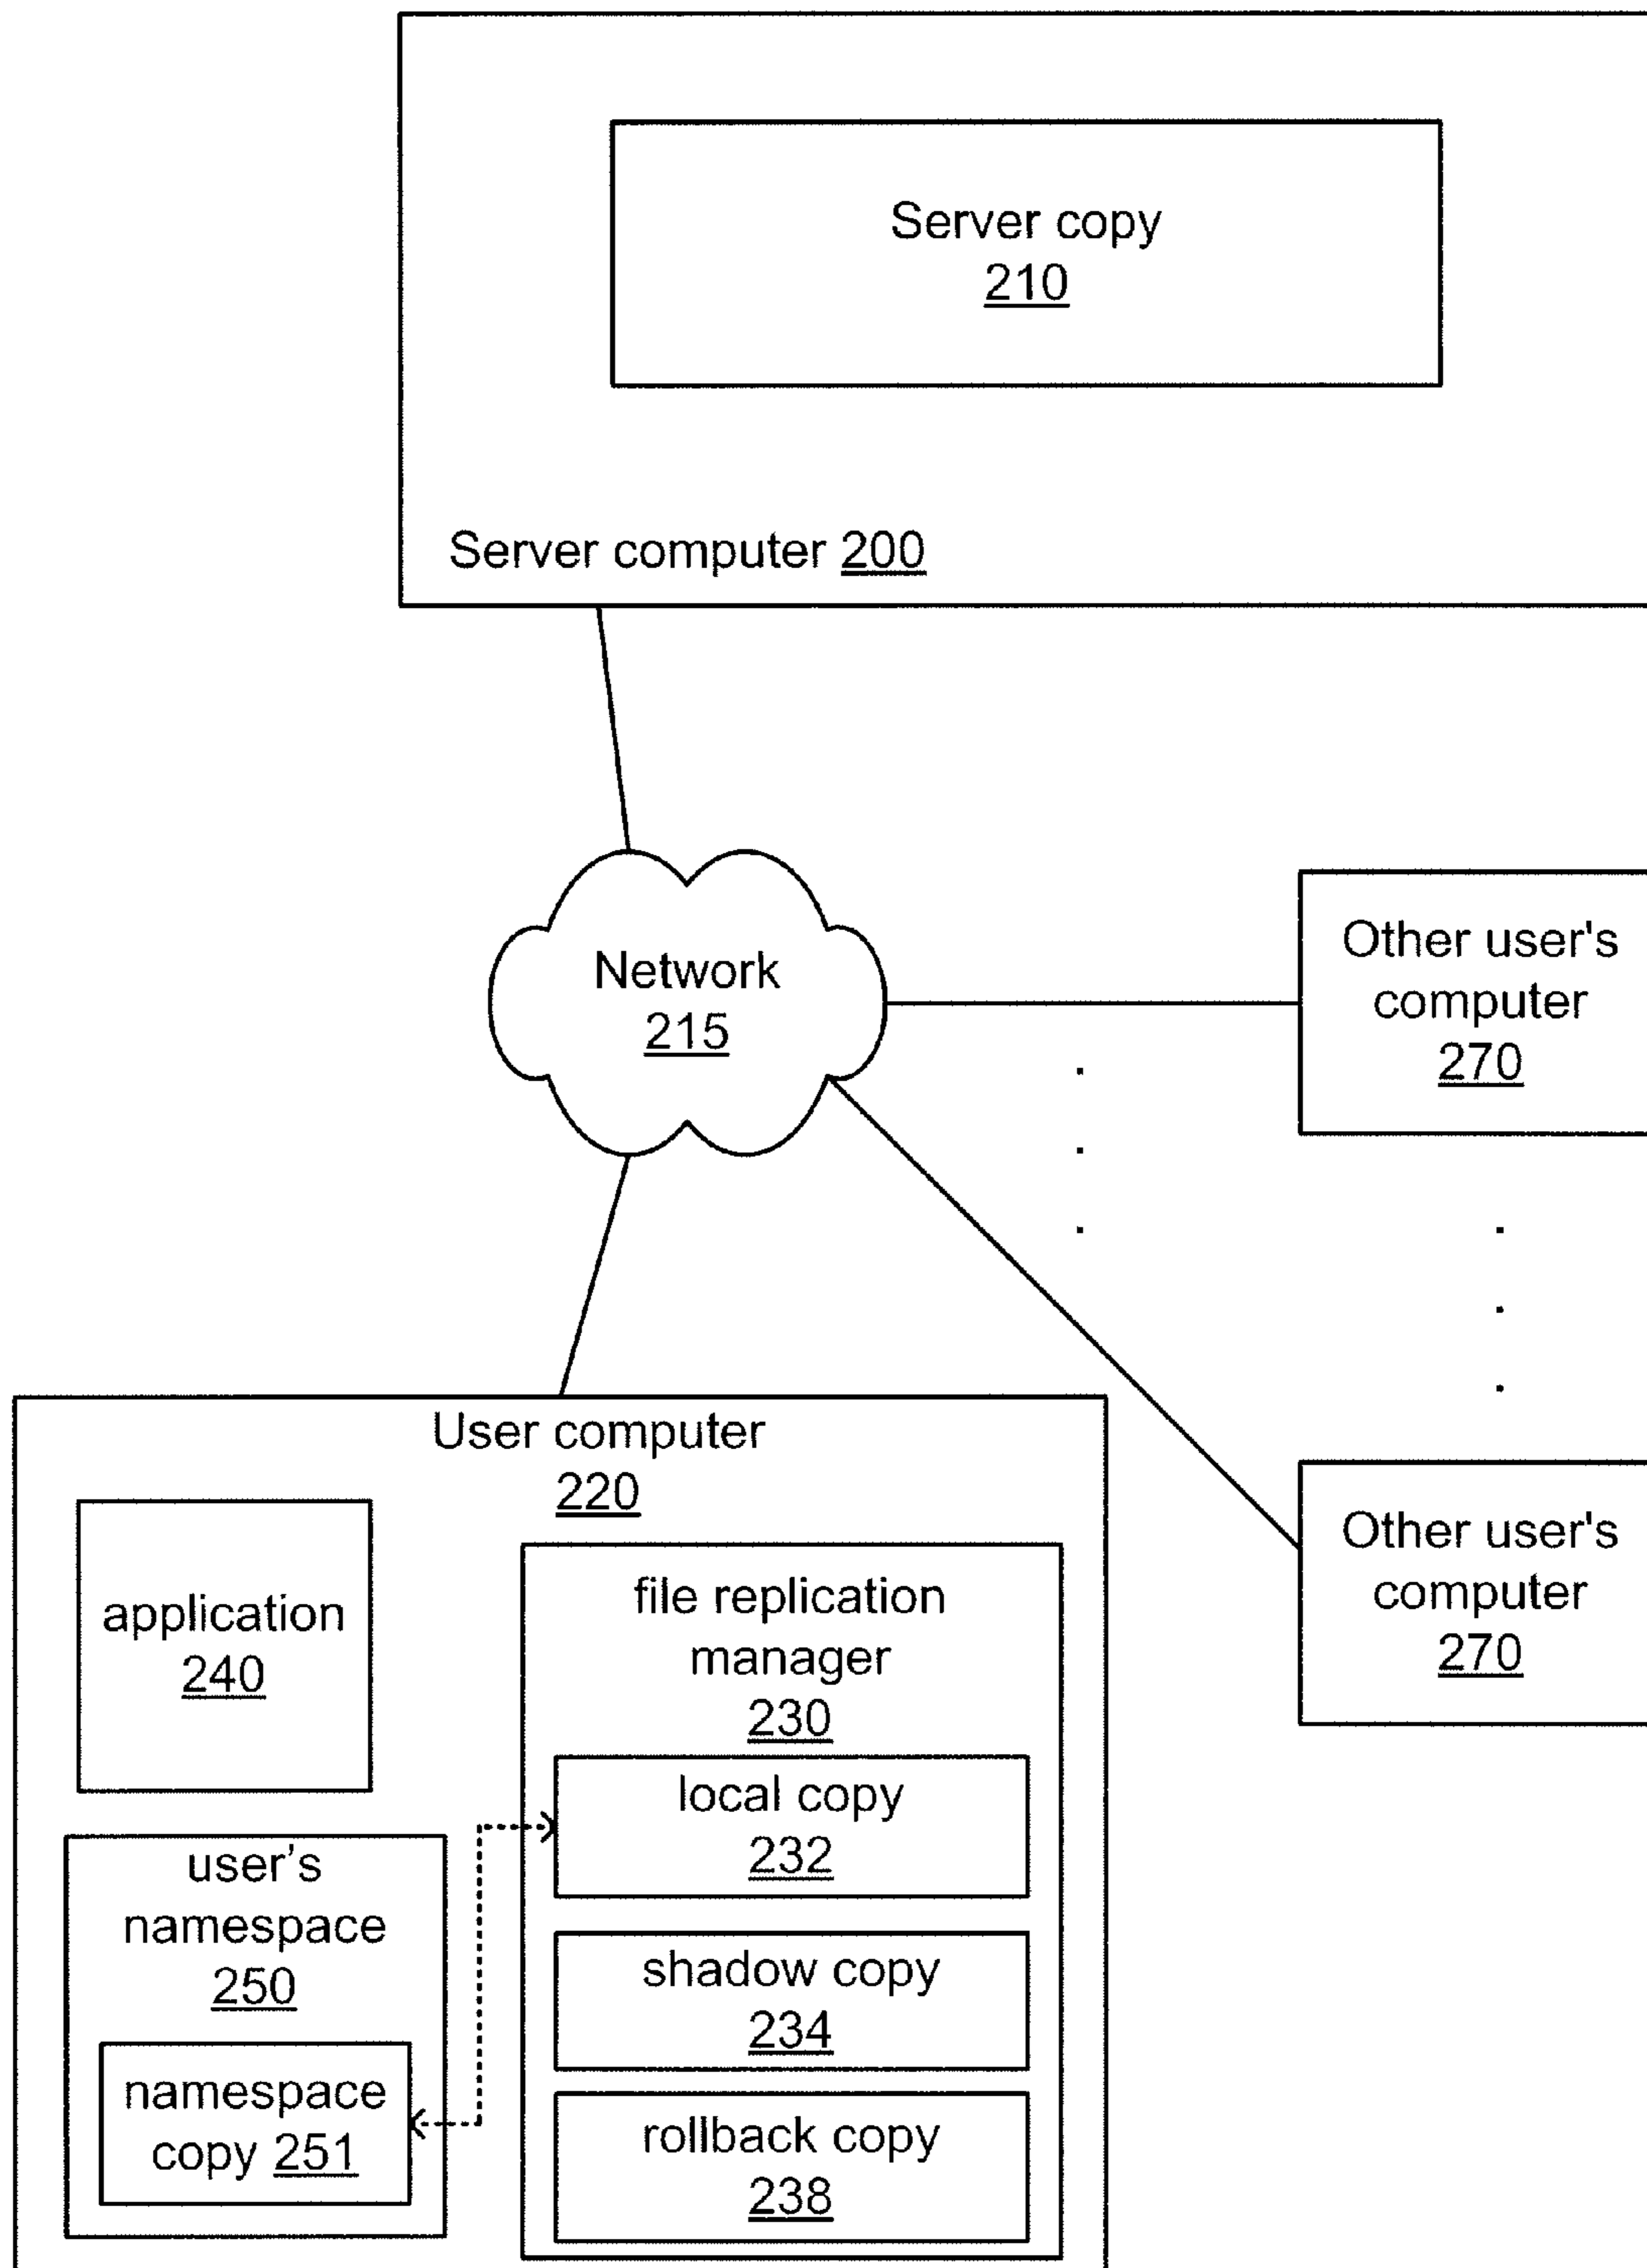 Server copy
210
Server computer 200
Network
215
Other user's
computer
270
Other user's
computer
270
User computer
220
application
240
user’s
namespace
250
namespace
copy 251
file replication
manager
230
local copy
232
shadow copy
234
rollback copy
238